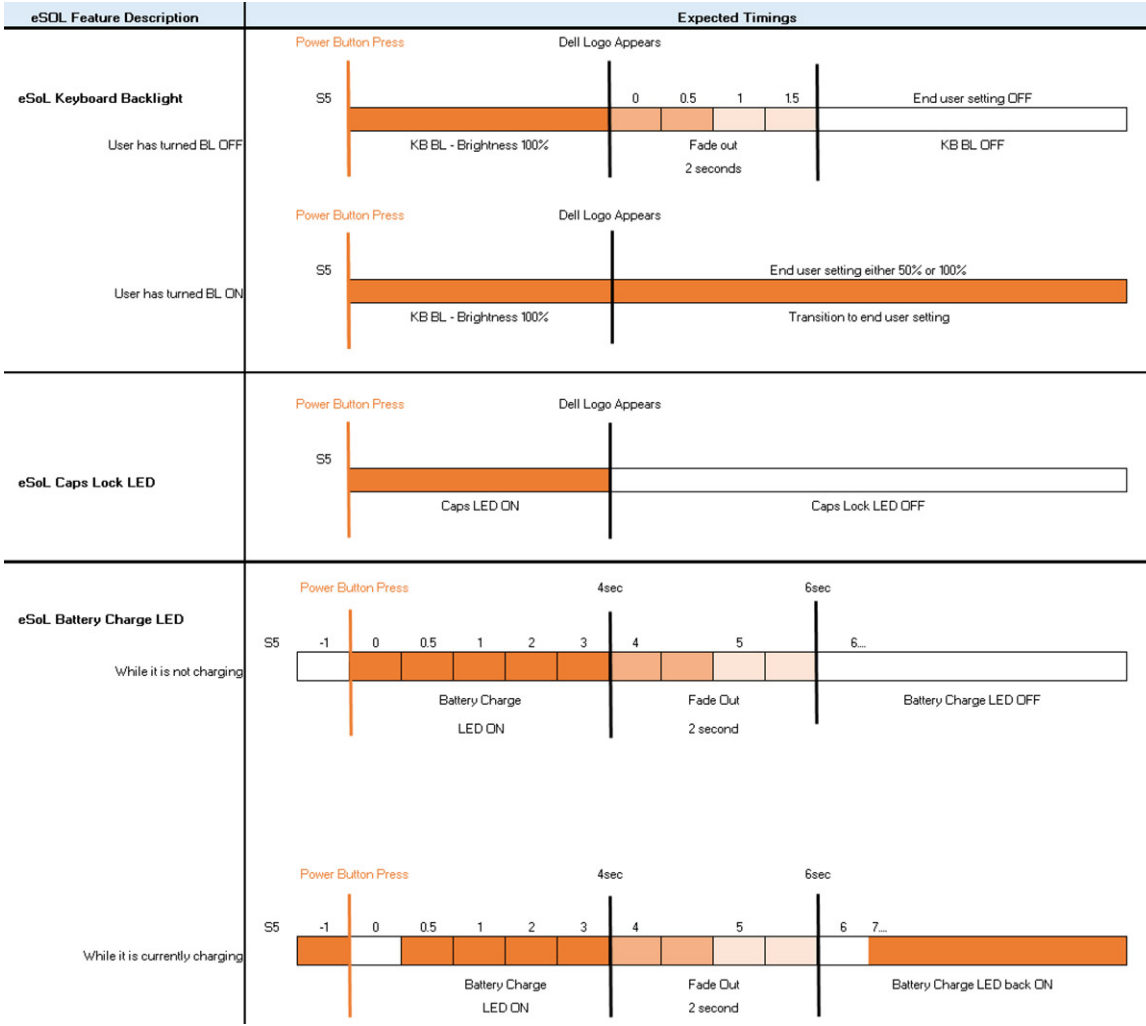 eSOL Feature Description
Expected Timings
Power Button Press
Dell Logo Appears
eSoL Keyboard Backlight
S5
0 0.5 1 1.5
End user setting OFF
User has turned BL OFF
KB BL - Brightness 100%
Fade out
KB BL OFF
2 seconds
Power Button Press
Dell Logo Appears
S5
End user setting either 50% or 100%
User has turned BL ON
KB BL - Brightness 100%
Transition to end user setting
Power Button Press
Dell Logo Appears
S5
eSoL Caps Lock LED
Caps LED ON
Caps Lock LED OFF
Power Button Press
4sec
6sec
eSoL Battery Charge LED
S5
-1 0 0.5 1 2 3 4 5 6...
While it is not charging
Battery Charge
Fade Out
Battery Charge LED OFF
LED ON
2 second
Power Button Press
4sec
6sec
S5
-1 0 0.5 1 2 3 4 5 6 7...
While it is currently charging
Battery Charge
Fade Out
Battery Charge LED back ON
LED ON
2 second